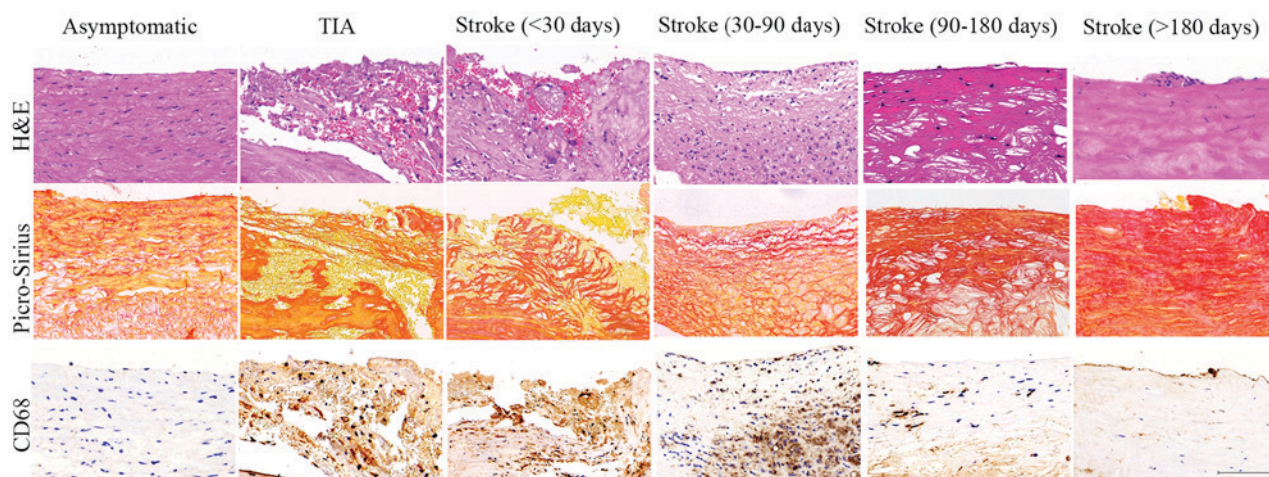 Asymptomatic TIA Stroke (<30 days) Stroke (30-90 days) Stroke (90-180 days) Stroke (>180 days)
H&E
Picro-Sirius
CD68